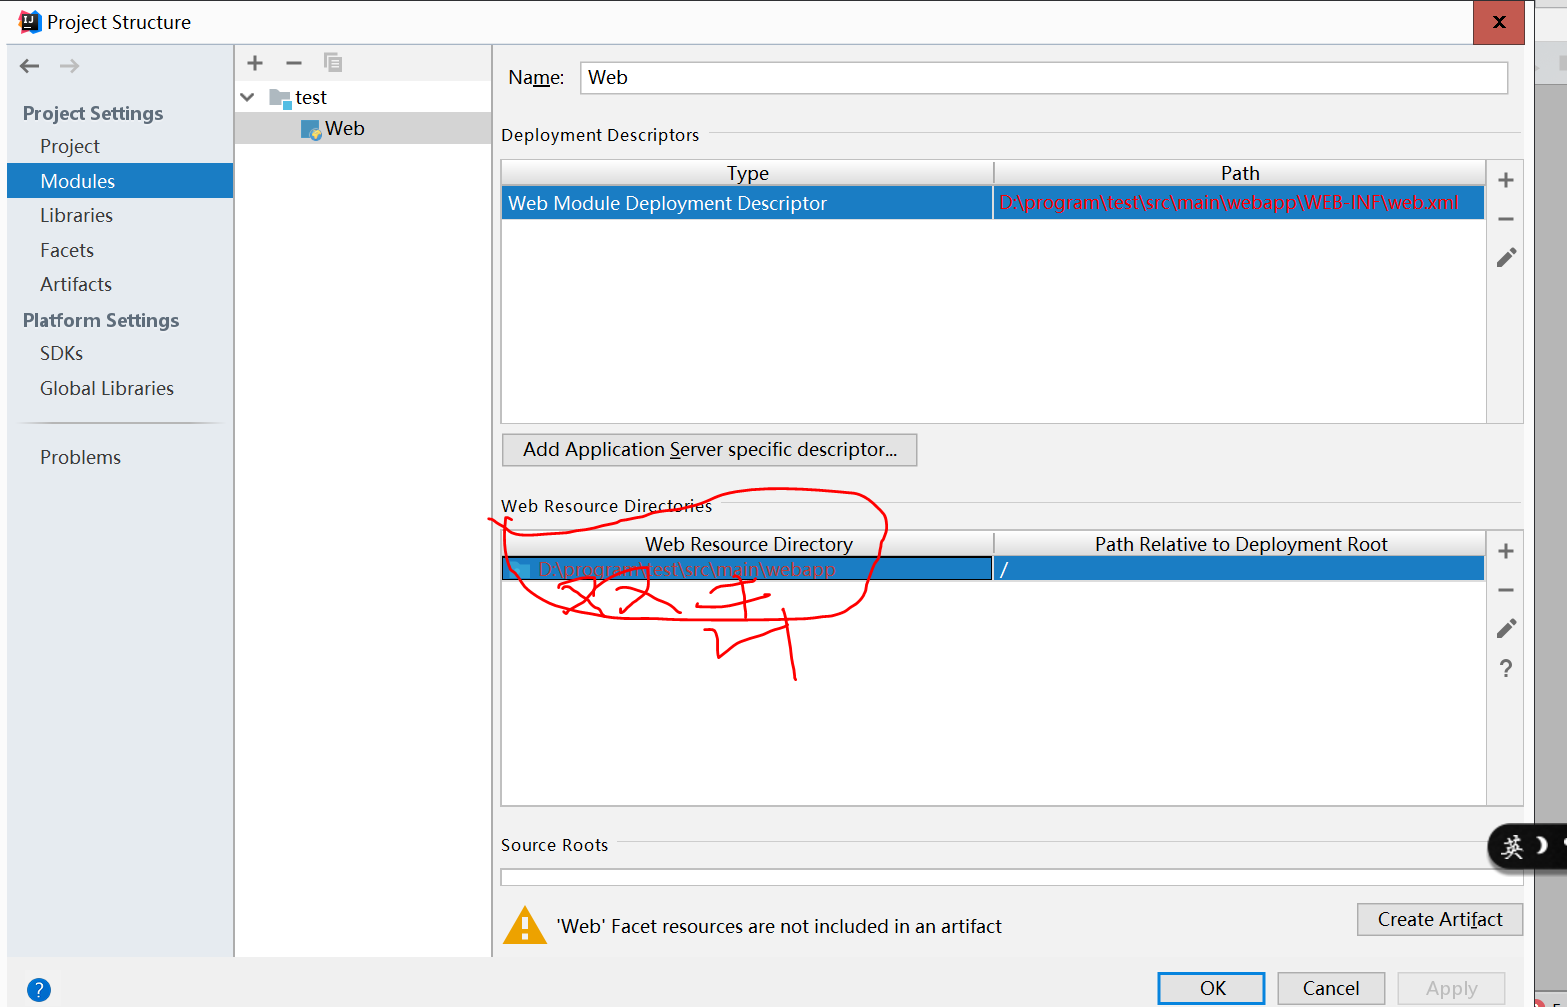 Project Structure
Project Settings
Project
Modules
Libraries
Facets
Artifacts
Platform Settings
SDKs
Global Libraries
Problems
test
Web
Name: Web
Deployment Descriptors
Type Path
Web Module Deployment Descriptor D:\program\test\src\main\webapp\WEB-INF\web.xml
Add Application Server specific descriptor...
Web Resource Directories
Web Resource Directory Path Relative to Deployment Root
D:\program\test\src\main\webapp /
双击
Source Roots
英
'Web' Facet resources are not included in an artifact
Create Artifact
?
OK Cancel Apply